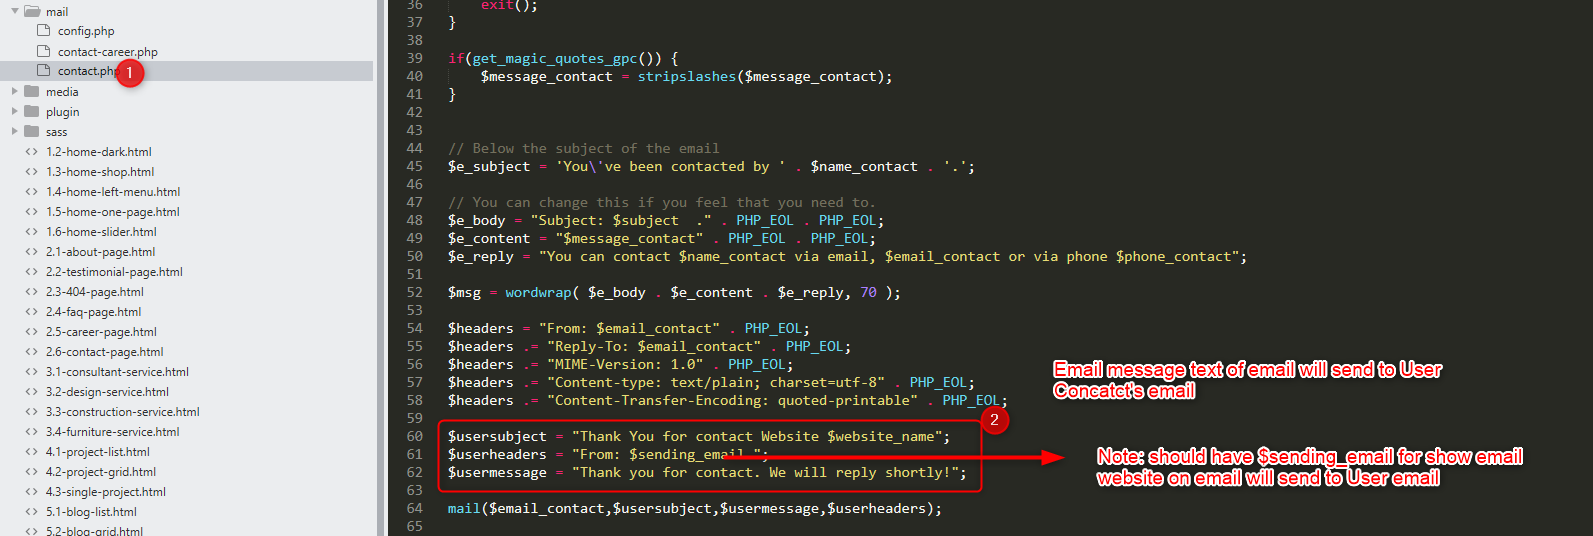 mail
config.php
contact-career.php
contact.php
1
media
plugin
sass
1.2-home-dark.html
1.3-home-shop.html
1.4-home-left-menu.html
1.5-home-one-page.html
1.6-home-slider.html
2.1-about-page.html
2.2-testimonial-page.html
2.3-404-page.html
2.4-faq-page.html
2.5-career-page.html
2.6-contact-page.html
3.1-consultant-service.html
3.2-design-service.html
3.3-construction-service.html
3.4-furniture-service.html
4.1-project-list.html
4.2-project-grid.html
4.3-single-project.html
5.1-blog-list.html
5.2-blog-grid.html
36 exit();
37 }
38
39 if(get_magic_quotes_gpc()) {
40 $message_contact = stripslashes($message_contact);
41 }
42
43
44 // Below the subject of the email
45 $e_subject = 'You\'ve been contacted by ' . $name_contact . '.';
46
47 // You can change this if you feel that you need to.
48 $e_body = "Subject: $subject  ." . PHP_EOL . PHP_EOL;
49 $e_content = "$message_contact" . PHP_EOL . PHP_EOL;
50 $e_reply = "You can contact $name_contact via email, $email_contact or via phone $phone_contact";
51
52 $msg = wordwrap( $e_body . $e_content . $e_reply, 70 );
53
54 $headers = "From: $email_contact" . PHP_EOL;
55 $headers .= "Reply-To: $email_contact" . PHP_EOL;
56 $headers .= "MIME-Version: 1.0" . PHP_EOL;
57 $headers .= "Content-type: text/plain; charset=utf-8" . PHP_EOL;
58 $headers .= "Content-Transfer-Encoding: quoted-printable" . PHP_EOL;
59
2
60 $usersubject = "Thank You for contact Website $website_name";
61 $userheaders = "From: $sending_email ";
62 $usermessage = "Thank you for contact. We will reply shortly!";
63
64 mail($email_contact,$usersubject,$usermessage,$userheaders);
65
Email message text of email will send to User
Concatct's email
Note: should have $sending_email for show email
website on email will send to User email